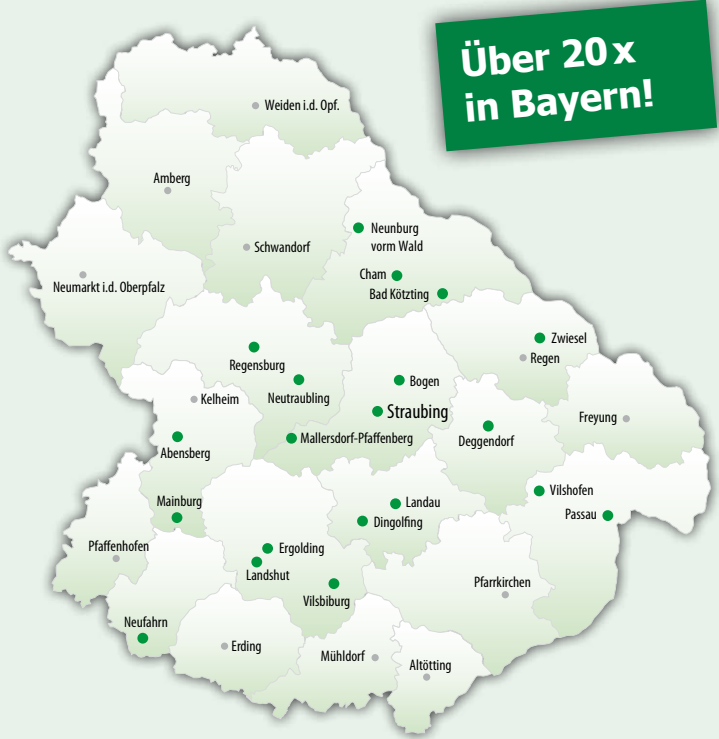 Über 20 x
in Bayern!
Weiden i.d. Opf.
Amberg
Neunburg
vorm Wald
Schwandorf
Cham
Neumarkt i.d. Oberpfalz
Bad Kötzting
Zwiesel
Regen
Regensburg
Bogen
Neutraubling
Kelheim
Straubing
Freyung
Mallersdorf-Pfaffenberg
Deggendorf
Abensberg
Vilshofen
Mainburg
Landau
Passau
Dingolfing
Pfaffenhofen
Ergolding
Landshut
Pfarrkirchen
Vilsbiburg
Neufahrn
Erding
Mühldorf
Altötting